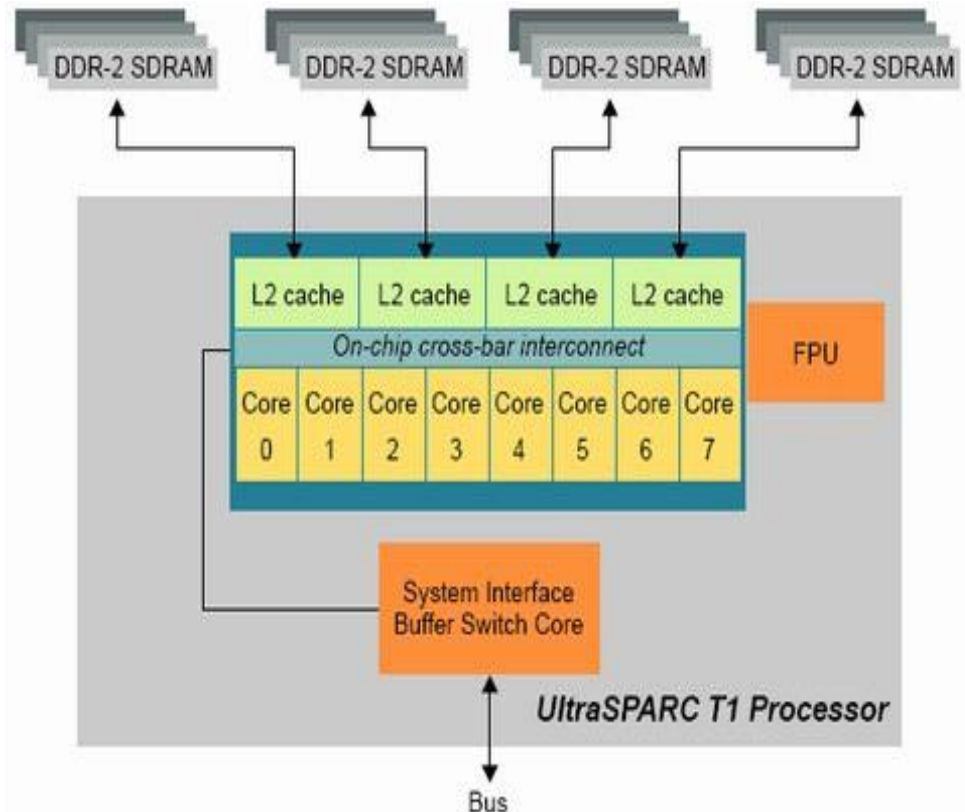 DDR-2 SDRAM
DDR-2 SDRAM
DDR-2 SDRAM
DDR-2 SDRAM
L2 cache
L2 cache
L2 cache
L2 cache
On-chip cross-bar interconnect
FPU
Core
0
Core
1
Core
2
Core
3
Core
4
Core
5
Core
6
Core
7
System Interface
Buffer Switch Core
UltraSPARC T1 Processor
Bus